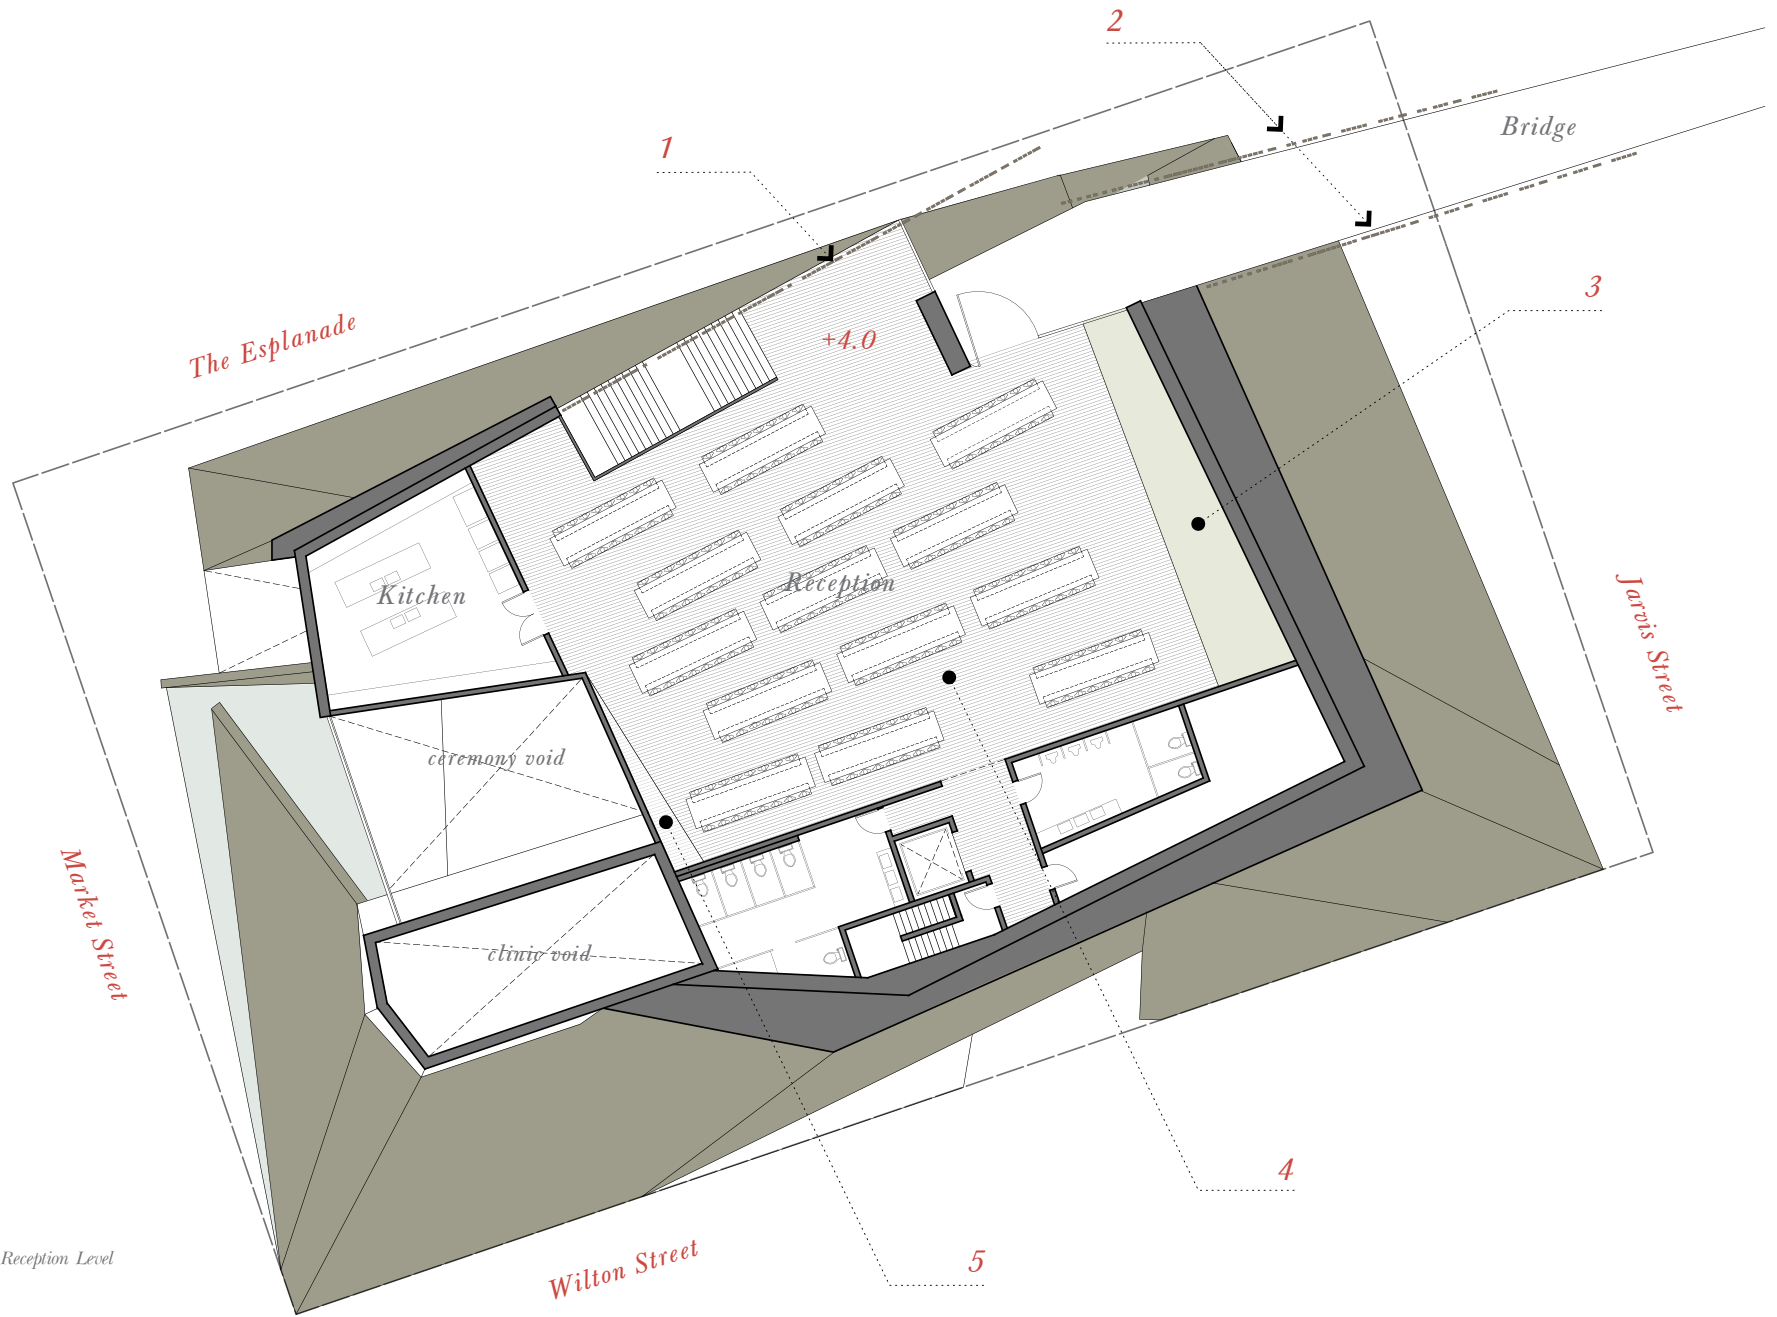 2
Bridge
1
3
The Esplanade
+4.0
Reception
Kitchen
Jarvis Street
ceremony void
Market Street
clinic void
4
Reception Level
Wilton Street
5